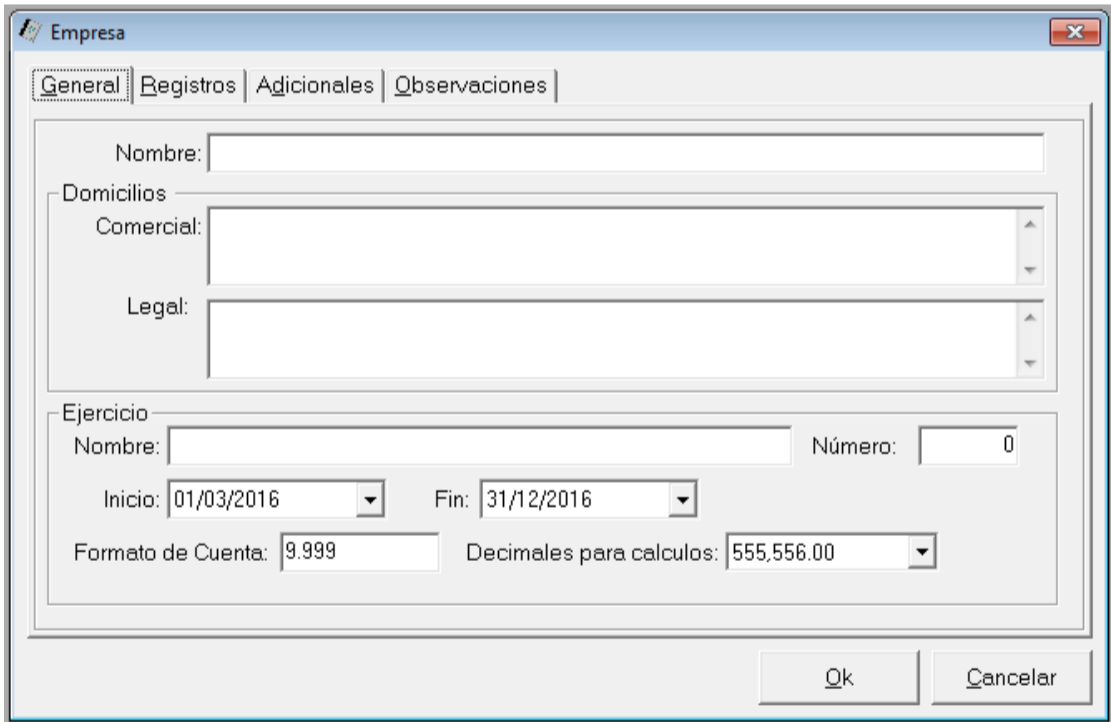 Empresa
General Registros Adicionales Observaciones
Nombre:
Domicilios
Comercial:
Legal:
Ejercicio
Nombre: Número: 0
Inicio: 01/03/2016 Fin: 31/12/2016
Formato de Cuenta: 9.999 Decimales para calculos: 555,556.00
Ok Cancelar